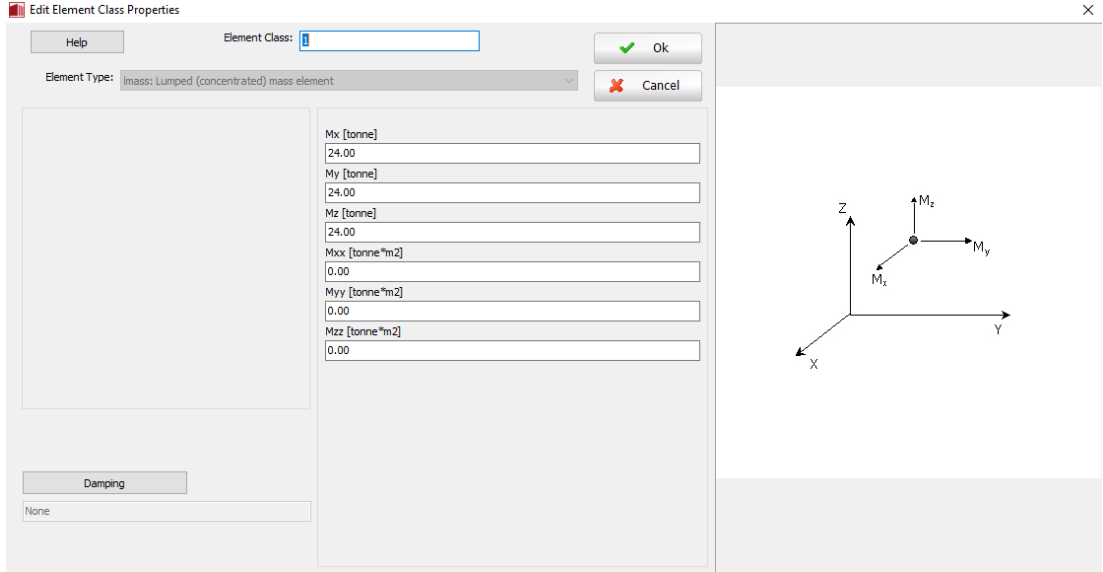 Edit Element Class Properties
Help
Element Class: 1
Ok
Element Type: lmass: Lumped (concentrated) mass element
Cancel
Mx [tonne]
24.00
My [tonne]
24.00
Mz [tonne]
24.00
Mxx [tonne*m2]
0.00
Myy [tonne*m2]
0.00
Mzz [tonne*m2]
0.00
Damping
None
Z
Mz
My
Mx
Y
X